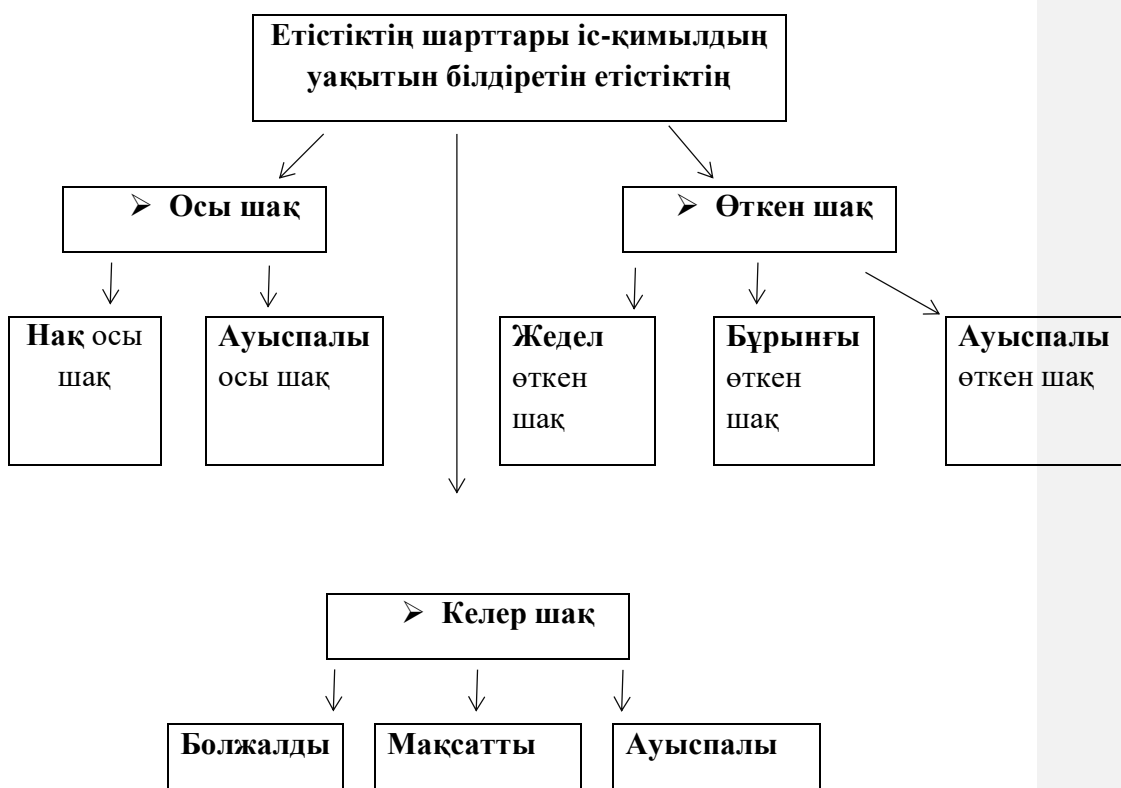 Етістіктің шарттары іс-қимылдың
уақытын білдіретін етістіктің
➢ Осы шақ
➢ Өткен шақ
Нақ осы
шақ
Ауыспалы
осы шақ
Жедел
өткен
шақ
Бұрынғы
өткен
шақ
Ауыспалы
өткен шақ
➢ Келер шақ
Болжалды
Мақсатты
Ауыспалы